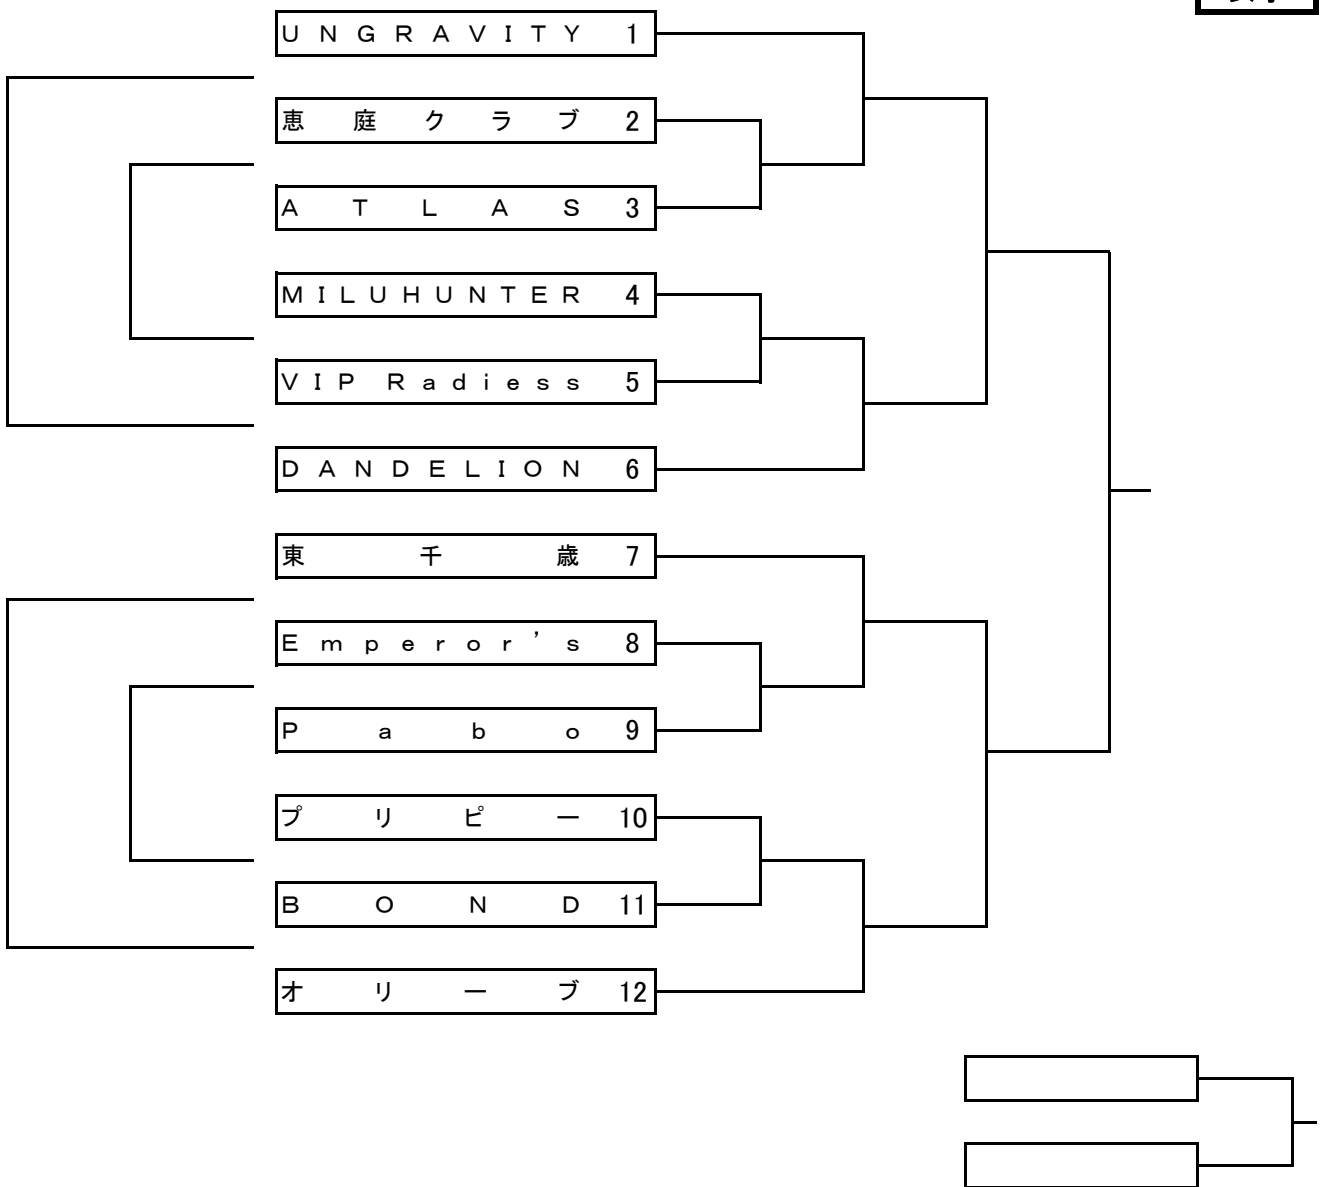 UNGRAVITY 1
恵庭クラブ 2
ATLAS 3
MILUHUNTER 4
VIP Radiess 5
DANDELION 6
東千歳 7
Emperor’s 8
Pabo 9
プリピー 10
BOND 11
オリーブ 12